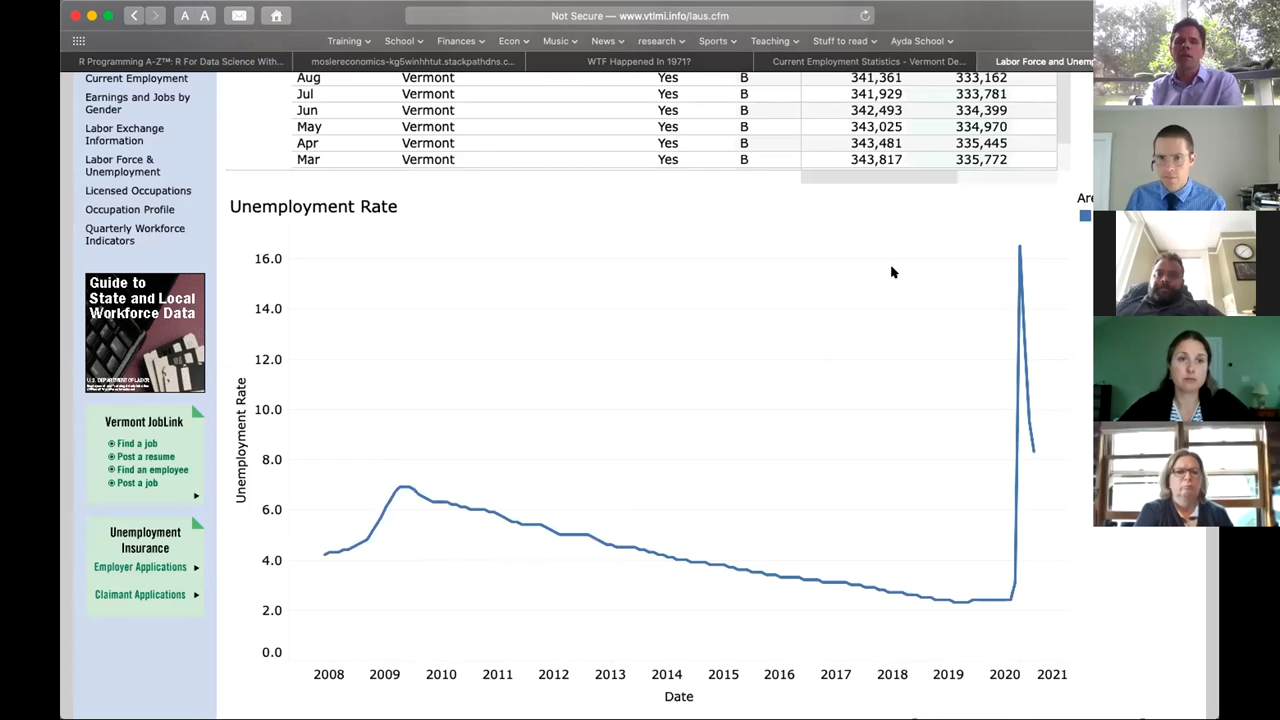 A A
Not Secure — www.vtlmi.info/laus.cfm
Training School Finances Econ Music News research Sports Teaching Stuff to read Ayda School
R Programming A-Z™: R For Data Science With...
moslereconomics-kg5winhhtut.stackpathdns.c...
WTF Happened In 1971?
Current Employment Statistics - Vermont De...
Labor Force and Unemp
Current Employment
Earnings and Jobs by
Gender
Labor Exchange
Information
Labor Force &
Unemployment
Licensed Occupations
Occupation Profile
Quarterly Workforce
Indicators
Guide to
State and Local
Workforce Data
U.S. DEPARTMENT OF LABOR
Vermont JobLink
Find a job
Post a resume
Find an employee
Post a job
Unemployment
Insurance
Employer Applications
Claimant Applications
Aug Vermont Yes B 341,361 333,162
Jul Vermont Yes B 341,929 333,781
Jun Vermont Yes B 342,493 334,399
May Vermont Yes B 343,025 334,970
Apr Vermont Yes B 343,481 335,445
Mar Vermont Yes B 343,817 335,772
Unemployment Rate
Are
16.0
14.0
12.0
10.0
8.0
6.0
4.0
2.0
0.0
Unemployment Rate
2008 2009 2010 2011 2012 2013 2014 2015 2016 2017 2018 2019 2020 2021
Date